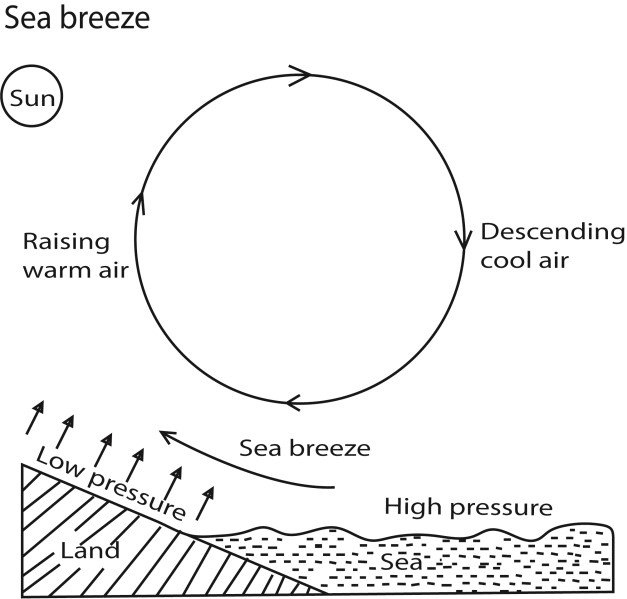 Sea breeze
Sun
Raising
warm air
Descending
cool air
Sea breeze
Low pressure
High pressure
Land
Sea